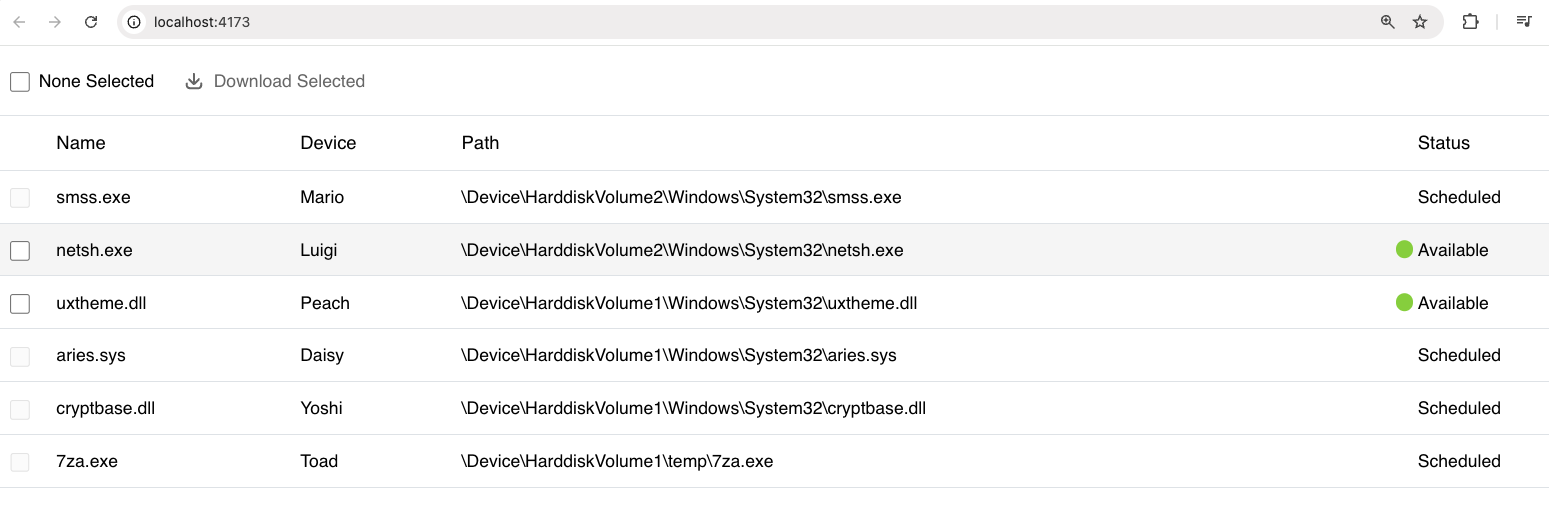 localhost:4173
None Selected Download Selected
Name Device Path Status
smss.exe Mario \Device\HarddiskVolume2\Windows\System32\smss.exe Scheduled
netsh.exe Luigi \Device\HarddiskVolume2\Windows\System32\netsh.exe Available
uxtheme.dll Peach \Device\HarddiskVolume1\Windows\System32\uxtheme.dll Available
aries.sys Daisy \Device\HarddiskVolume1\Windows\System32\aries.sys Scheduled
cryptbase.dll Yoshi \Device\HarddiskVolume1\Windows\System32\cryptbase.dll Scheduled
7za.exe Toad \Device\HarddiskVolume1\temp\7za.exe Scheduled